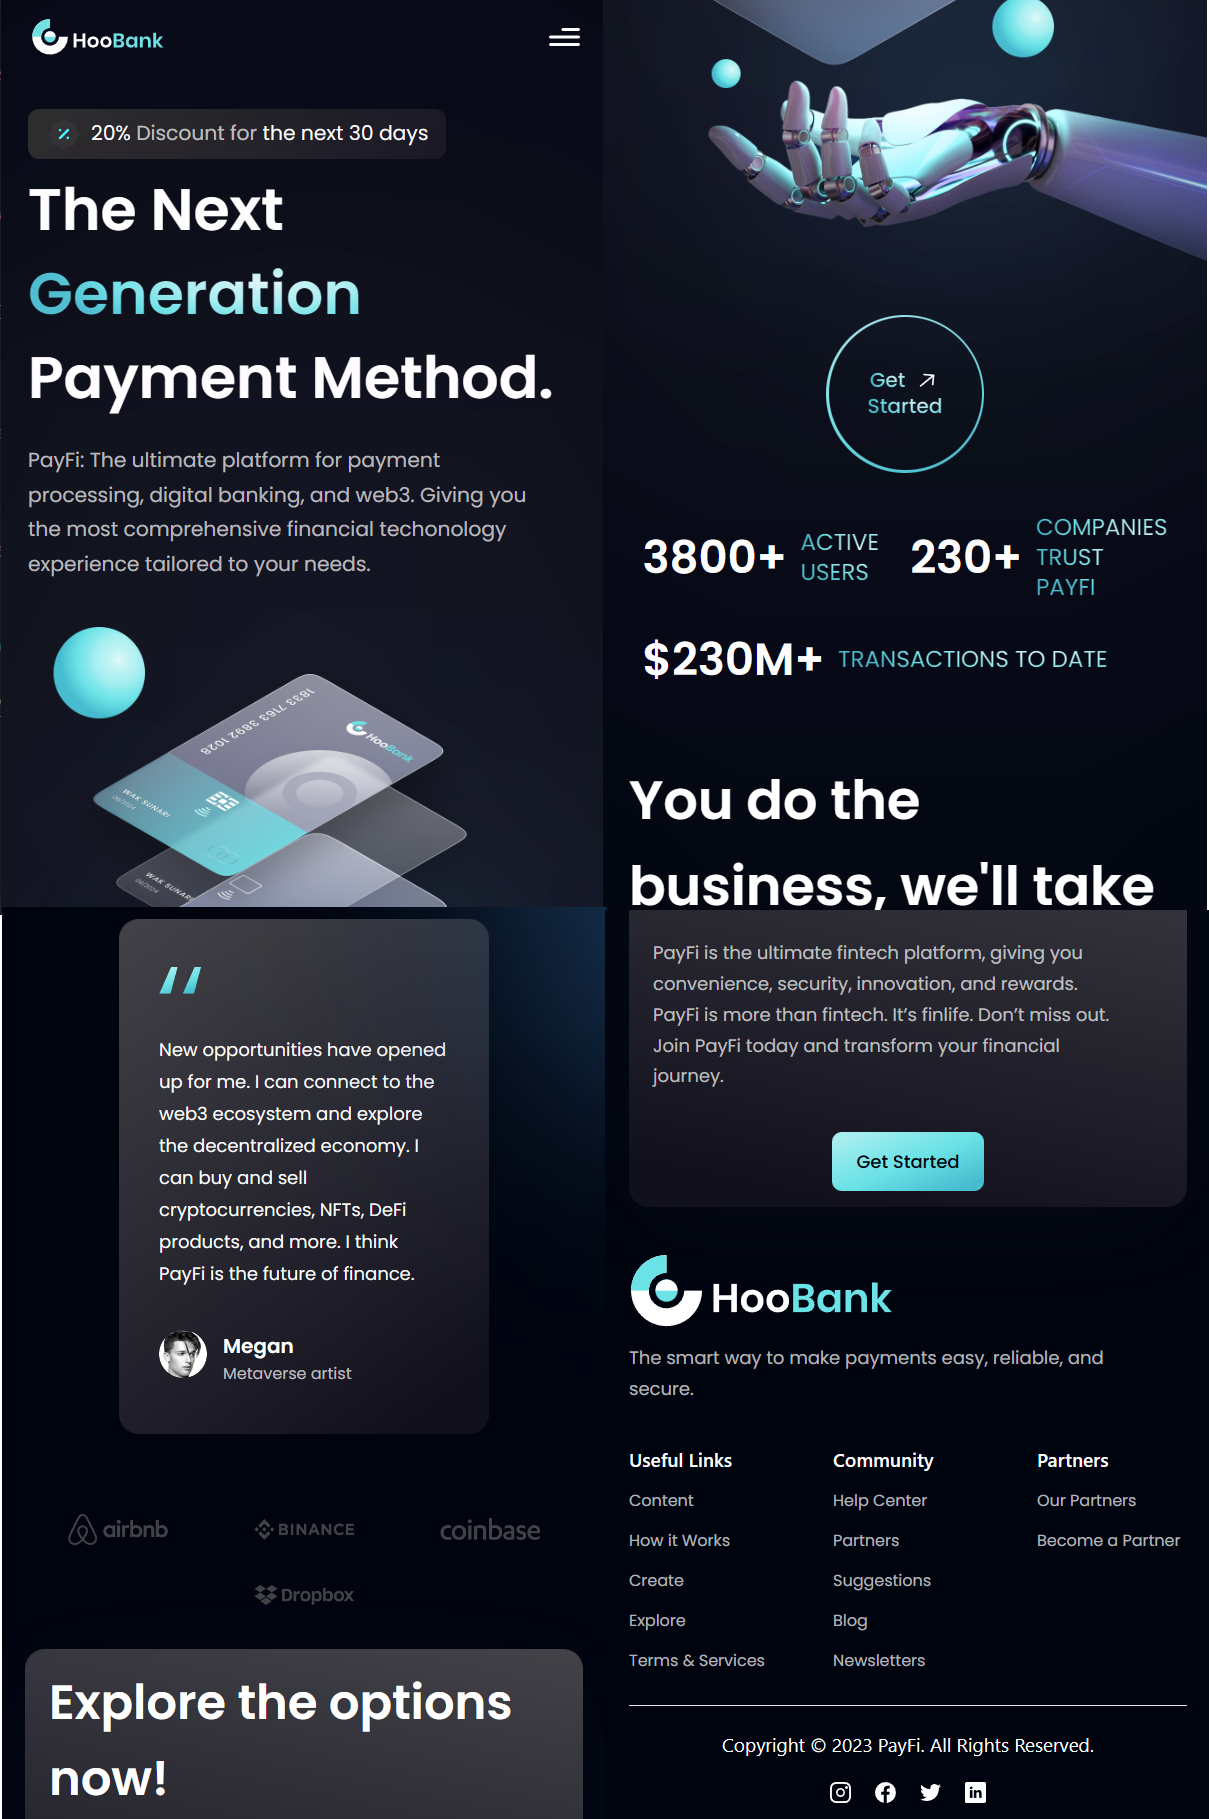 HooBank
20% Discount for the next 30 days
The Next
Generation
Payment Method.
PayFi: The ultimate platform for payment
processing, digital banking, and web3. Giving you
the most comprehensive financial techonology
experience tailored to your needs.
1833 7163 3892 1028
HooBank
WAK SUNARI
06/2024
WAK SUNARI
06/2024
Get
Started
3800+ ACTIVE
USERS
230+ COMPANIES
TRUST
PAYFI
$230M+ TRANSACTIONS TO DATE
You do the
business, we'll take
“
New opportunities have opened
up for me. I can connect to the
web3 ecosystem and explore
the decentralized economy. I
can buy and sell
cryptocurrencies, NFTs, DeFi
products, and more. I think
PayFi is the future of finance.
Megan
Metaverse artist
airbnb
BINANCE
coinbase
Dropbox
Explore the options
now!
PayFi is the ultimate fintech platform, giving you
convenience, security, innovation, and rewards.
PayFi is more than fintech. It’s finlife. Don’t miss out.
Join PayFi today and transform your financial
journey.
Get Started
HooBank
The smart way to make payments easy, reliable, and
secure.
Useful Links
Content
How it Works
Create
Explore
Terms & Services
Community
Help Center
Partners
Suggestions
Blog
Newsletters
Partners
Our Partners
Become a Partner
Copyright © 2023 PayFi. All Rights Reserved.